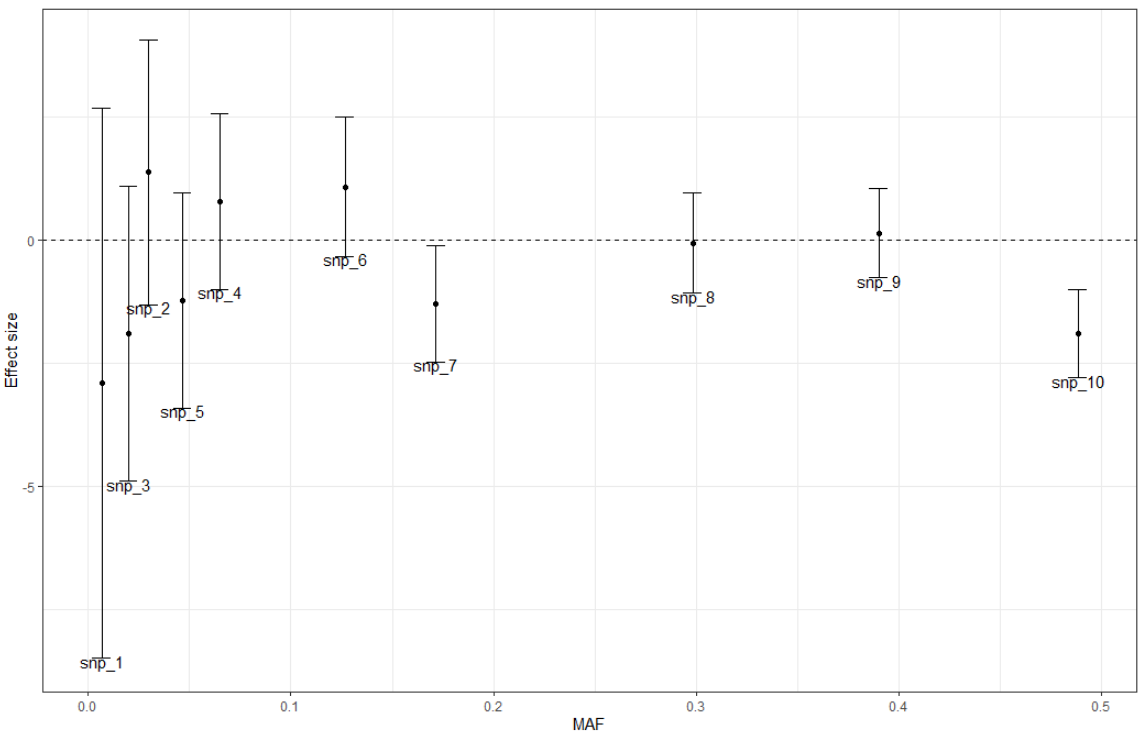 snp_6
0
snp_2
snp_4
snp_8
snp_9
snp_7
snp_10
snp_5
Effect size
-5
snp_3
snp_1
0.0
0.1
0.2
0.3
0.4
0.5
MAF